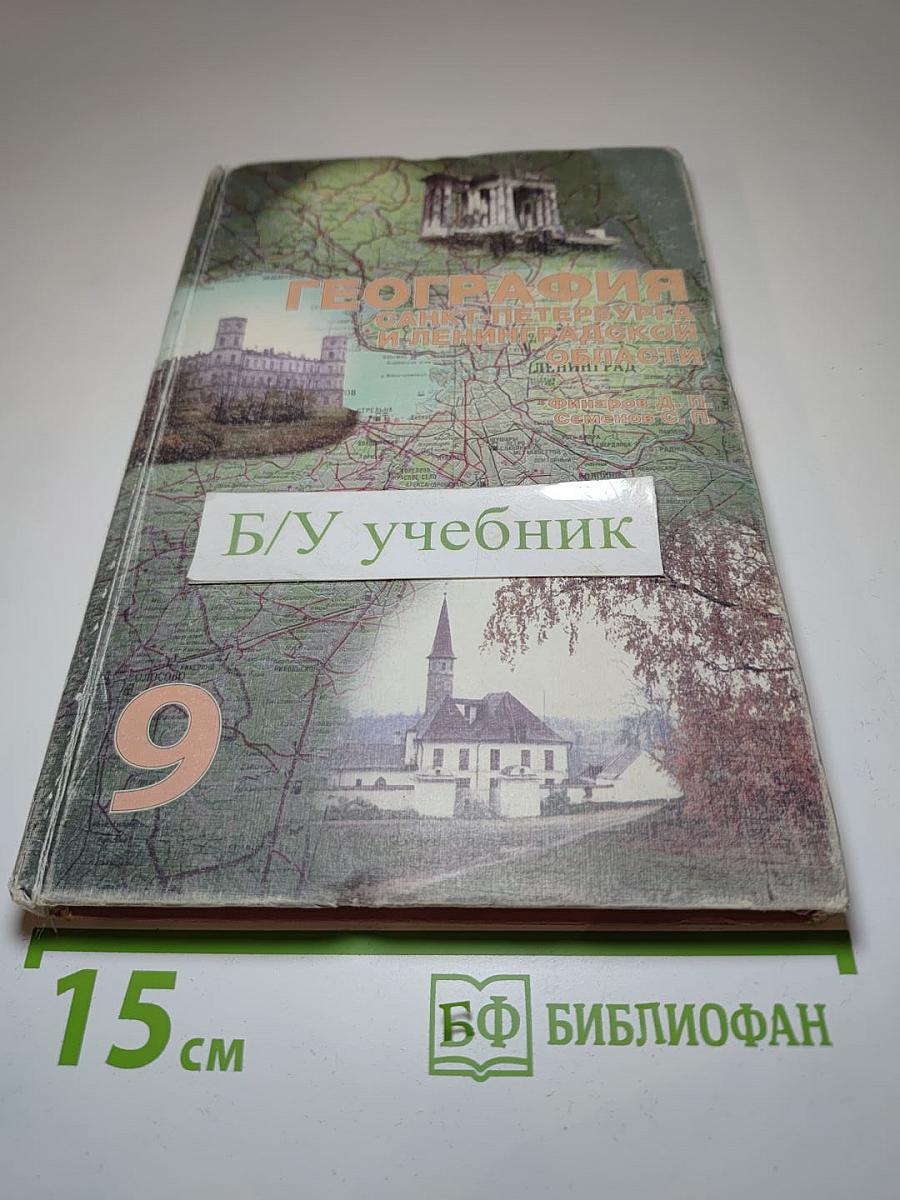 ГЕОГРАФИЯ
САНКТ-ПЕТЕРБУРГА
И ЛЕНИНГРАДСКОЙ
ОБЛАСТИ
ЛЕНИНГРАД
Финаров Д. П.
Семенов С. П.
Б/У учебник
9
15 см
БФ БИБЛИОФАН